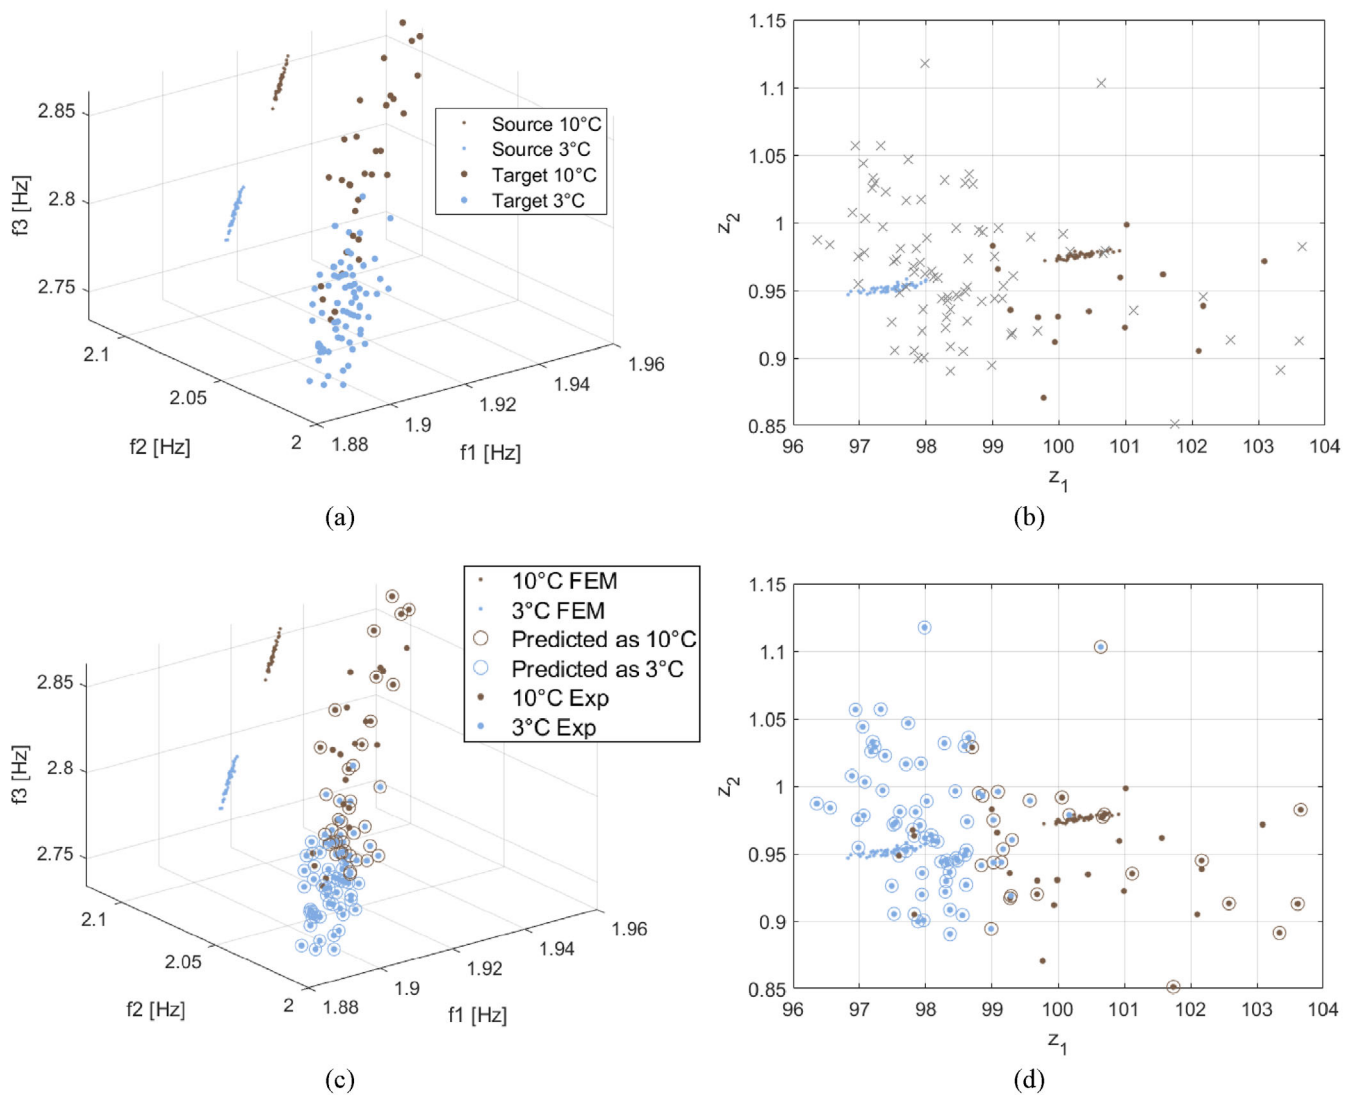 2.85
2.8
2.75
f3 [Hz]
2.1
2.05
2
f2 [Hz]
1.88
1.9
1.92
1.94
1.96
f1 [Hz]
Source 10°C
Source 3°C
Target 10°C
Target 3°C
(a)
1.15
1.1
1.05
1
0.95
0.9
0.85
z2
96 97 98 99 100 101 102 103 104
z1
(b)
2.85
2.8
2.75
f3 [Hz]
2.1
2.05
2
f2 [Hz]
1.88
1.9
1.92
1.94
1.96
f1 [Hz]
10°C FEM
3°C FEM
Predicted as 10°C
Predicted as 3°C
10°C Exp
3°C Exp
(c)
1.15
1.1
1.05
1
0.95
0.9
0.85
z2
96 97 98 99 100 101 102 103 104
z1
(d)